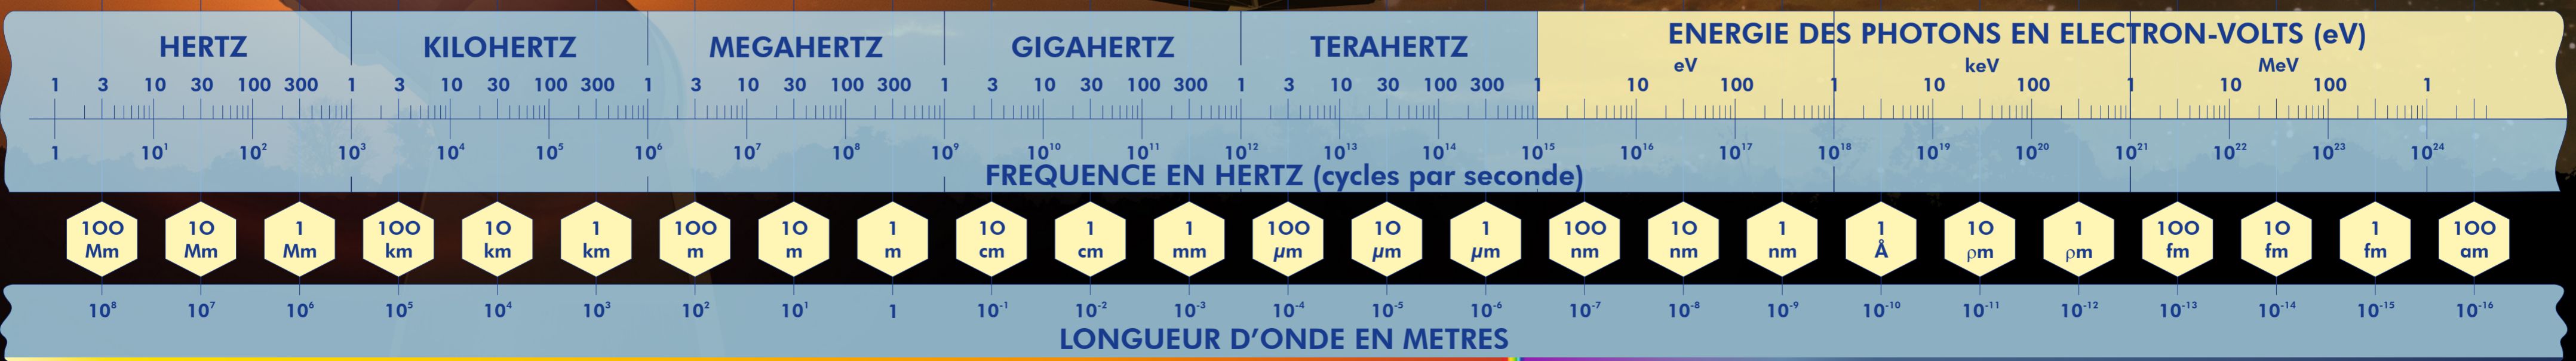 HERTZ KILOHERTZ MEGAHERTZ GIGAHERTZ TERAHERTZ ENERGIE DES PHOTONS EN ELECTRON-VOLTS (eV)
eV keV MeV
1 3 10 30 100 300 1 3 10 30 100 300 1 3 10 30 100 300 1 3 10 30 100 300 1 3 10 30 100 300 1 10 100 1 10 100 1 10 100 1
1 10¹ 10² 10³ 10⁴ 10⁵ 10⁶ 10⁷ 10⁸ 10⁹ 10¹⁰ 10¹¹ 10¹² 10¹³ 10¹⁴ 10¹⁵ 10¹⁶ 10¹⁷ 10¹⁸ 10¹⁹ 10²⁰ 10²¹ 10²² 10²³ 10²⁴
FREQUENCE EN HERTZ (cycles par seconde)
100 10 1 100 10 1 100 10 1 10 1 1 100 10 1 100 10 1 1 10 1 100 10 1 100
Mm Mm Mm km km km m m m cm cm mm µm µm µm nm nm nm Å ρm ρm fm fm fm am
10⁸ 10⁷ 10⁶ 10⁵ 10⁴ 10³ 10² 10¹ 1 10⁻¹ 10⁻² 10⁻³ 10⁻⁴ 10⁻⁵ 10⁻⁶ 10⁻⁷ 10⁻⁸ 10⁻⁹ 10⁻¹⁰ 10⁻¹¹ 10⁻¹² 10⁻¹³ 10⁻¹⁴ 10⁻¹⁵ 10⁻¹⁶
LONGUEUR D’ONDE EN METRES